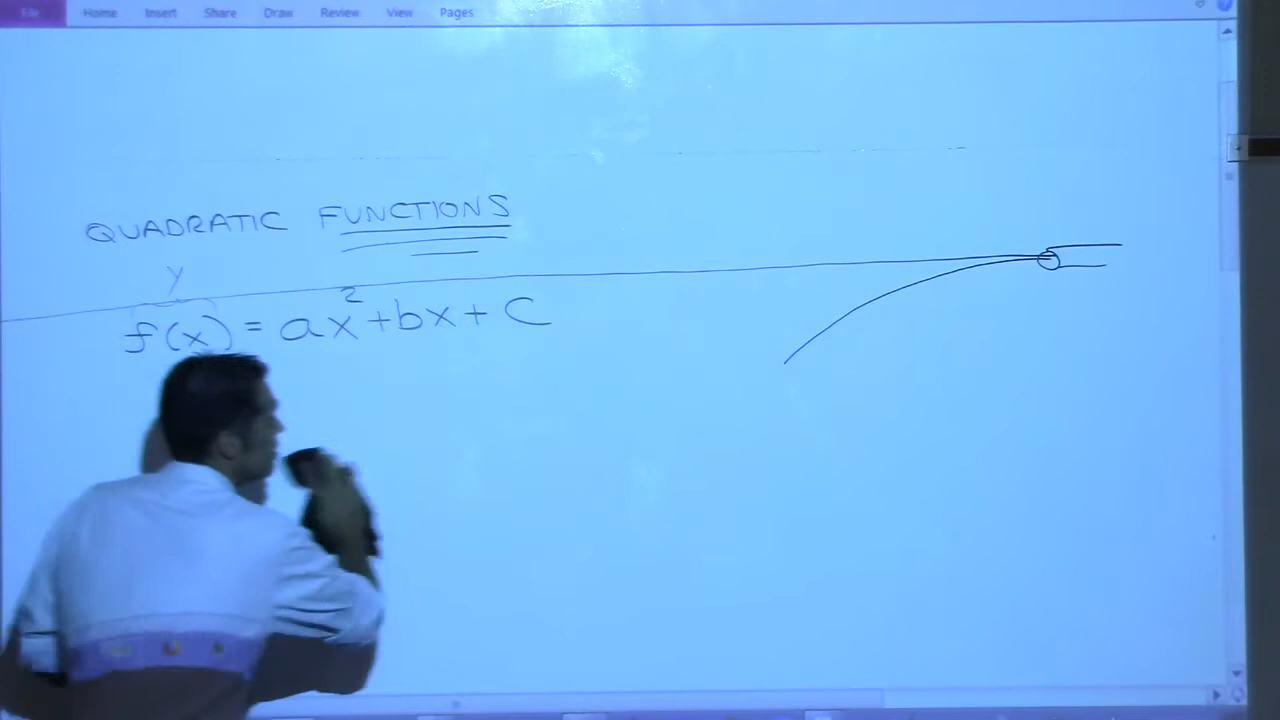 File Home Insert Share Draw Review View Pages
QUADRATIC FUNCTIONS
y
f(x) = ax²+bx+C